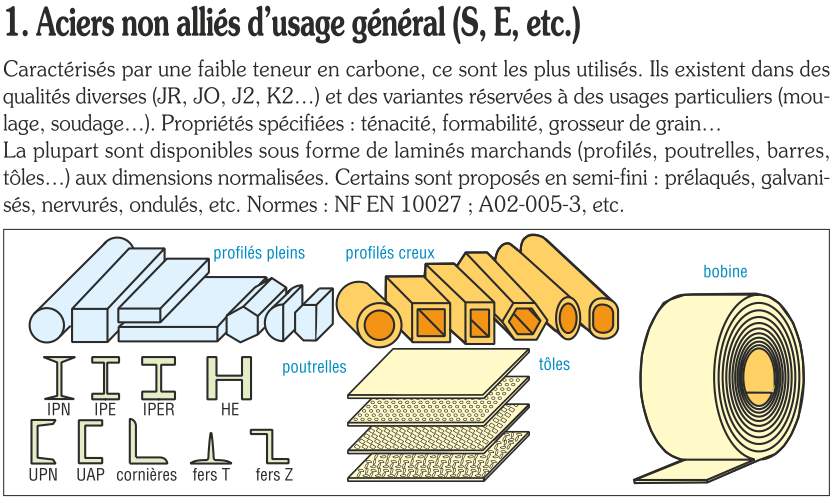 1. Aciers non alliés d’usage général (S, E, etc.)
Caractérisés par une faible teneur en carbone, ce sont les plus utilisés. Ils existent dans des
qualités diverses (JR, JO, J2, K2…) et des variantes réservées à des usages particuliers (mou-
lage, soudage…). Propriétés spécifiées : ténacité, formabilité, grosseur de grain…
La plupart sont disponibles sous forme de laminés marchands (profilés, poutrelles, barres,
tôles…) aux dimensions normalisées. Certains sont proposés en semi-fini : prélaqués, galvani-
sés, nervurés, ondulés, etc. Normes : NF EN 10027 ; A02-005-3, etc.
profilés pleins
profilés creux
bobine
poutrelles
tôles
IPN IPE IPER HE
UPN UAP cornières fers T fers Z